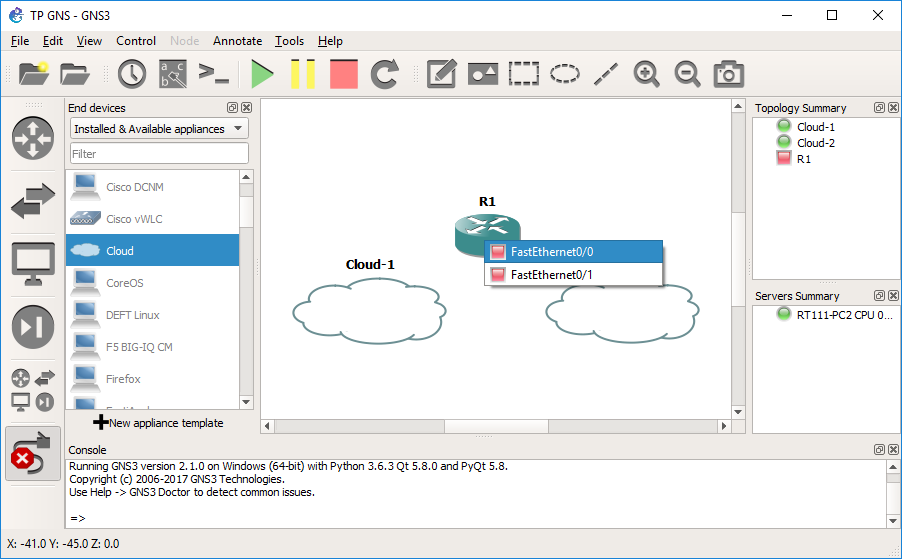 TP GNS - GNS3
File Edit View Control Node Annotate Tools Help
End devices
Installed & Available appliances
Filter
Cisco DCNM
Cisco vWLC
Cloud
CoreOS
DEFT Linux
F5 BIG-IQ CM
Firefox
New appliance template
R1
FastEthernet0/0
FastEthernet0/1
Cloud-1
Topology Summary
Cloud-1
Cloud-2
R1
Servers Summary
RT111-PC2 CPU 0...
Console
Running GNS3 version 2.1.0 on Windows (64-bit) with Python 3.6.3 Qt 5.8.0 and PyQt 5.8.
Copyright (c) 2006-2017 GNS3 Technologies.
Use Help -> GNS3 Doctor to detect common issues.
=>
X: -41.0 Y: -45.0 Z: 0.0